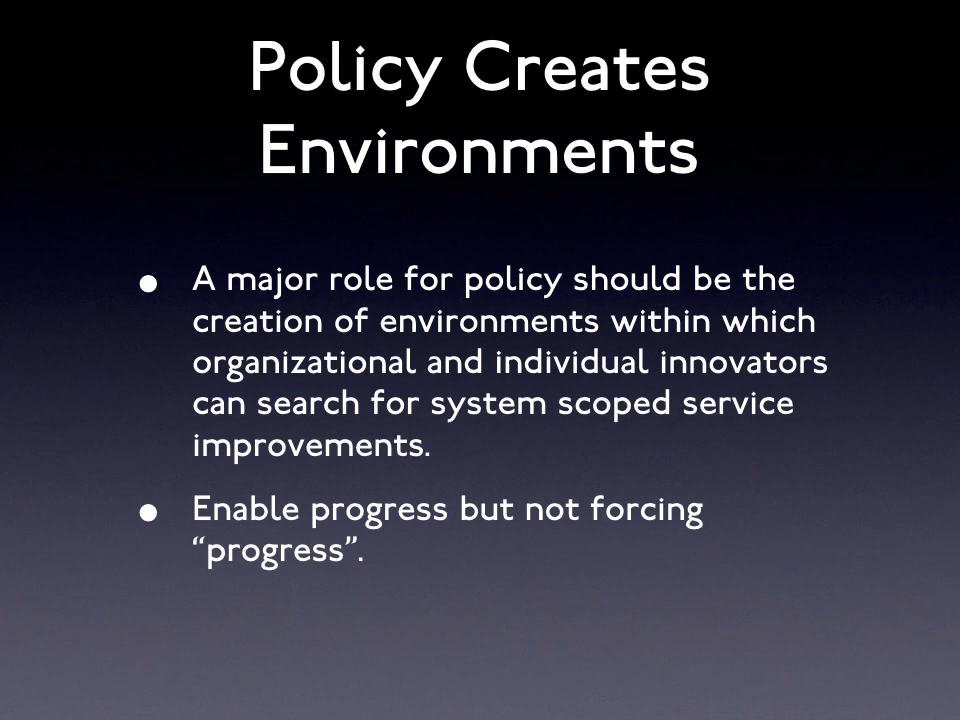 Policy Creates
Environments
• A major role for policy should be the
creation of environments within which
organizational and individual innovators
can search for system scoped service
improvements.
• Enable progress but not forcing
“progress”.